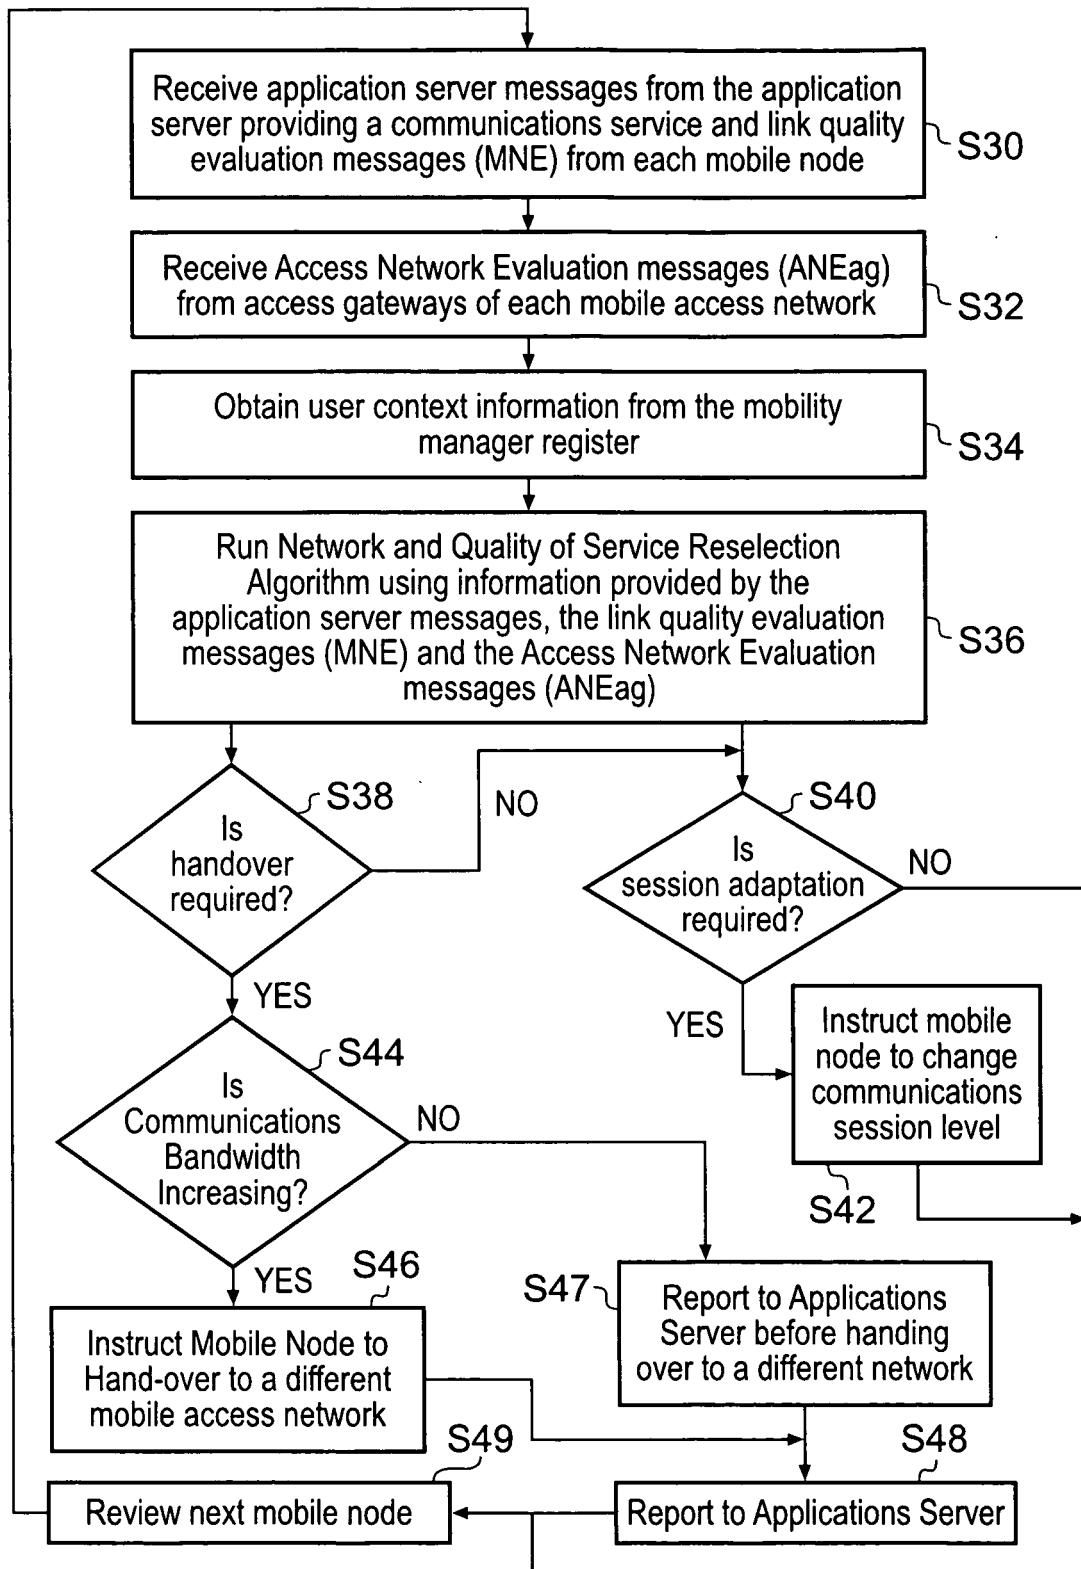 Receive application server messages from the application
server providing a communications service and link quality
evaluation messages (MNE) from each mobile node
S30
Receive Access Network Evaluation messages (ANEag)
from access gateways of each mobile access network
S32
Obtain user context information from the mobility
manager register
S34
Run Network and Quality of Service Reselection
Algorithm using information provided by the
application server messages, the link quality evaluation
messages (MNE) and the Access Network Evaluation
messages (ANEag)
S36
S38
Is
handover
required?
NO
S40
Is
session adaptation
required?
NO
YES
YES
Instruct mobile
node to change
communications
session level
S42
S44
Is
Communications
Bandwidth
Increasing?
NO
YES
S46
Instruct Mobile Node to
Hand-over to a different
mobile access network
S47
Report to Applications
Server before handing
over to a different network
S49
Review next mobile node
S48
Report to Applications Server